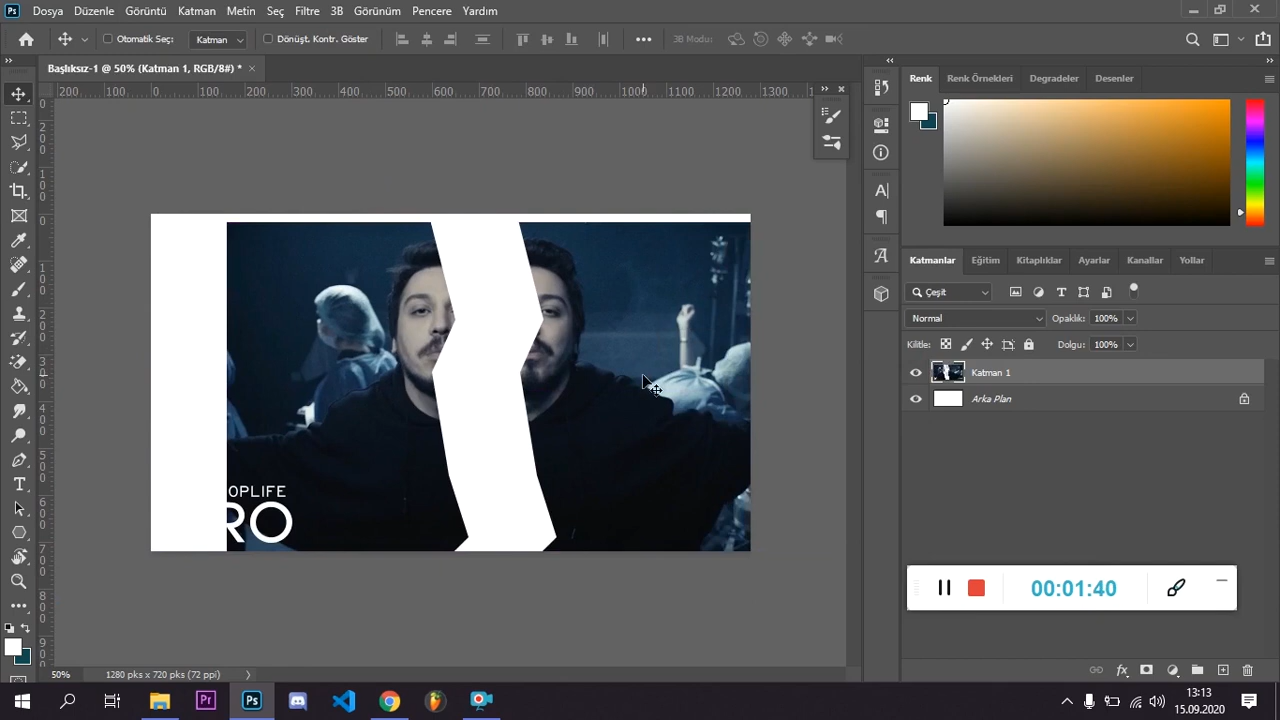 Ps Dosya Düzenle Görüntü Katman Metin Seç Filtre 3B Görünüm Pencere Yardım
Otomatik Seç: Katman Dönüşt. Kontr. Göster 3B Modu:
Başlıksız-1 @ 50% (Katman 1, RGB/8#) *
200 100 0 100 200 300 400 500 600 700 800 900 1000 1100 1200 1300
Renk Renk Örnekleri Degradeler Desenler
Katmanlar Eğitim Kitaplıklar Ayarlar Kanallar Yollar
Çeşit
Normal Opaklık: 100%
Kilitle: Dolgu: 100%
Katman 1
Arka Plan
OPLIFE
RO
00:01:40
50% 1280 pks x 720 pks (72 ppi)
Pr Ps
13:13
15.09.2020